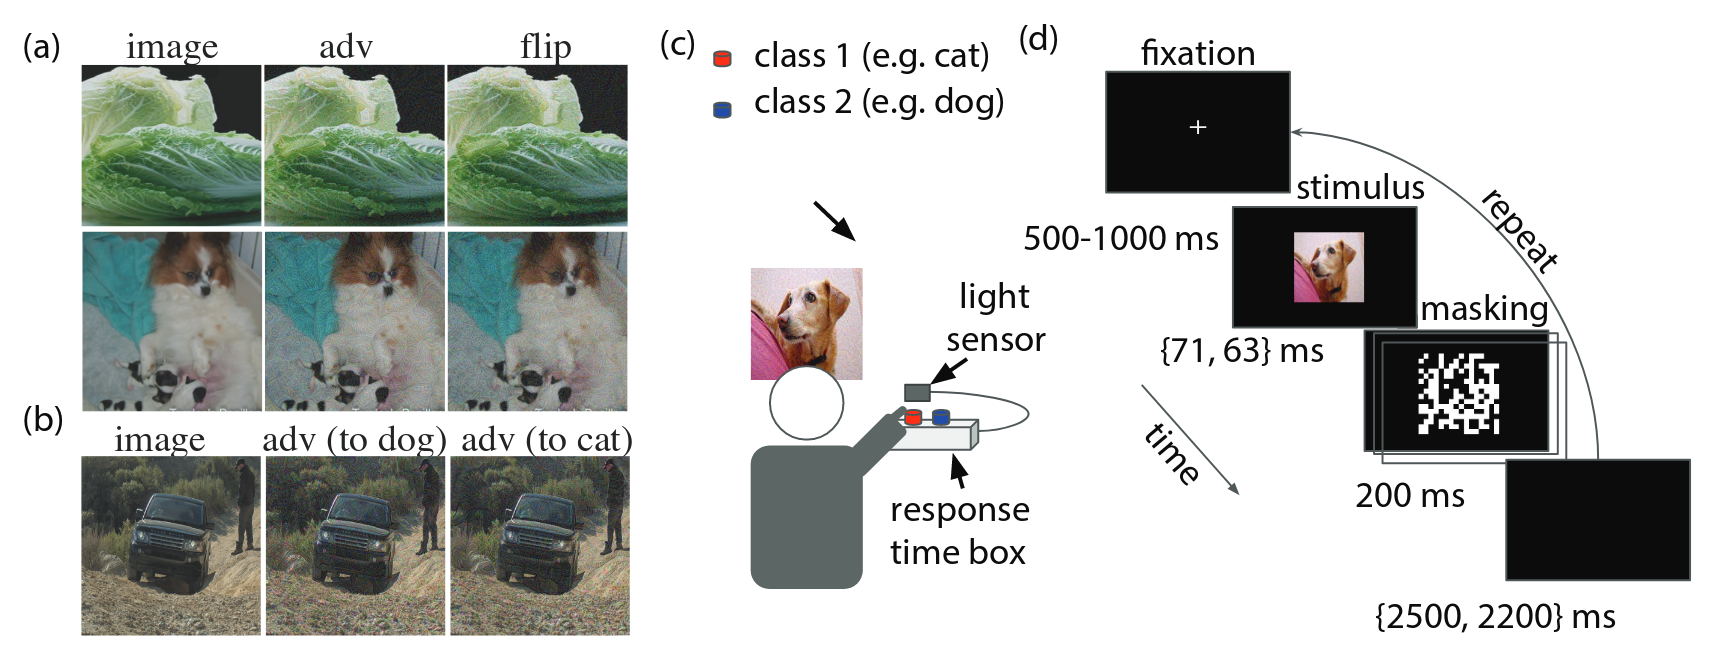 (a)
image adv flip
(b)
image adv (to dog) adv (to cat)
(c)
class 1 (e.g. cat)
class 2 (e.g. dog)
light
sensor
response
time box
(d)
fixation
stimulus
500-1000 ms
repeat
masking
{71, 63} ms
time
200 ms
{2500, 2200} ms